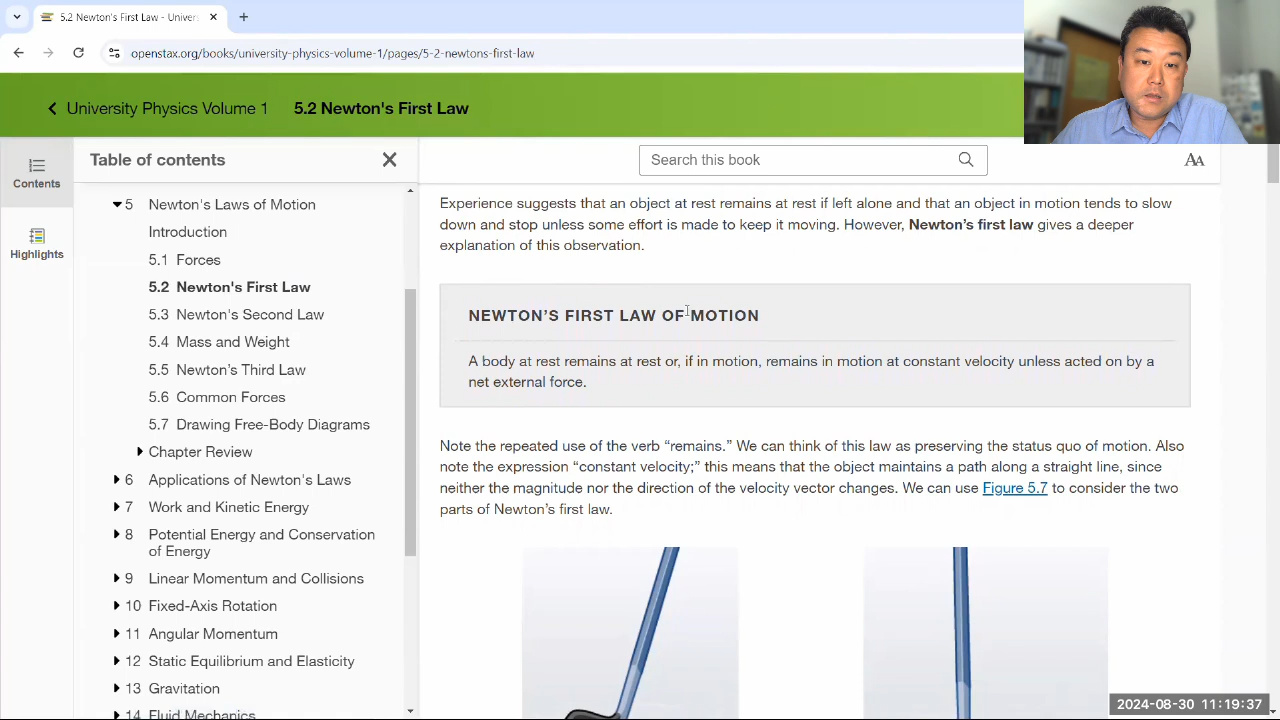 5.2 Newton's First Law - Univers
openstax.org/books/university-physics-volume-1/pages/5-2-newtons-first-law
University Physics Volume 1 5.2 Newton's First Law
Contents
Highlights
Table of contents
5 Newton's Laws of Motion
Introduction
5.1 Forces
5.2 Newton's First Law
5.3 Newton's Second Law
5.4 Mass and Weight
5.5 Newton's Third Law
5.6 Common Forces
5.7 Drawing Free-Body Diagrams
Chapter Review
6 Applications of Newton's Laws
7 Work and Kinetic Energy
8 Potential Energy and Conservation
of Energy
9 Linear Momentum and Collisions
10 Fixed-Axis Rotation
11 Angular Momentum
12 Static Equilibrium and Elasticity
13 Gravitation
14 Fluid Mechanics
Search this book
AA
Experience suggests that an object at rest remains at rest if left alone and that an object in motion tends to slow
down and stop unless some effort is made to keep it moving. However, Newton’s first law gives a deeper
explanation of this observation.
NEWTON’S FIRST LAW OF MOTION
A body at rest remains at rest or, if in motion, remains in motion at constant velocity unless acted on by a
net external force.
Note the repeated use of the verb “remains.” We can think of this law as preserving the status quo of motion. Also
note the expression “constant velocity;” this means that the object maintains a path along a straight line, since
neither the magnitude nor the direction of the velocity vector changes. We can use Figure 5.7 to consider the two
parts of Newton’s first law.
2024-08-30 11:19:37